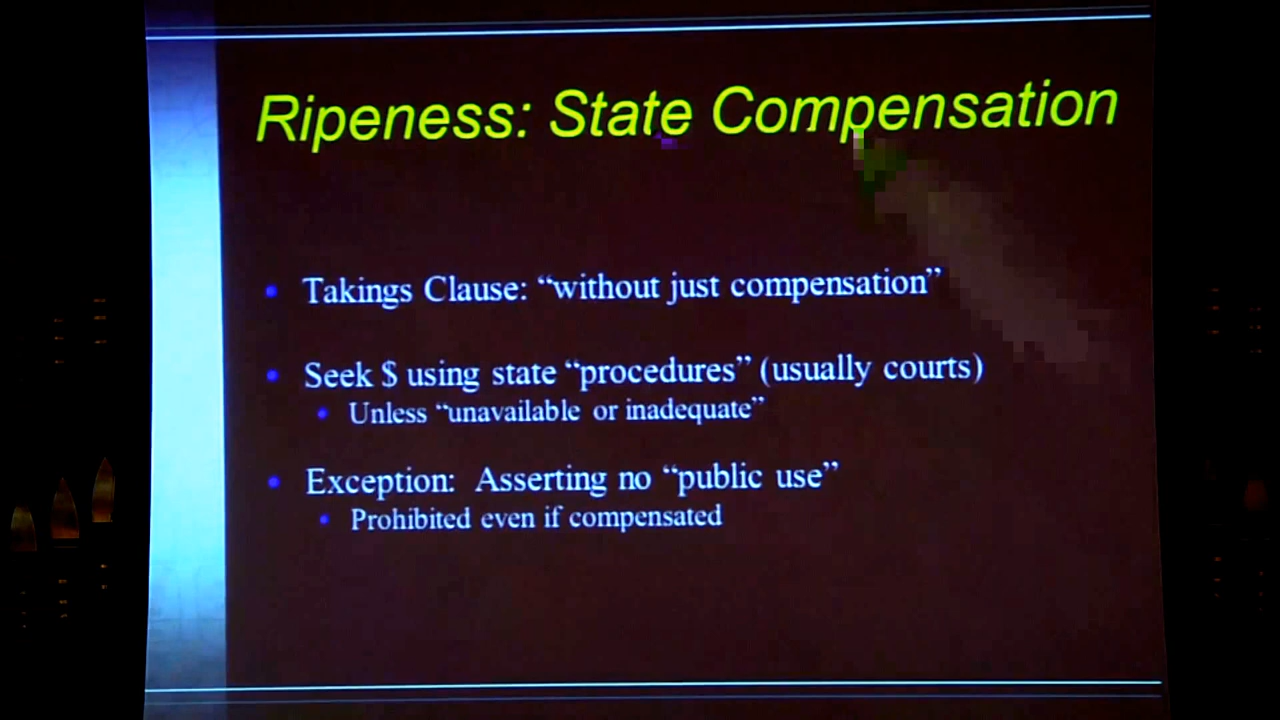 Ripeness: State Compensation
Takings Clause: “without just compensation”
Seek $ using state “procedures” (usually courts)
Unless “unavailable or inadequate”
Exception: Asserting no “public use”
Prohibited even if compensated